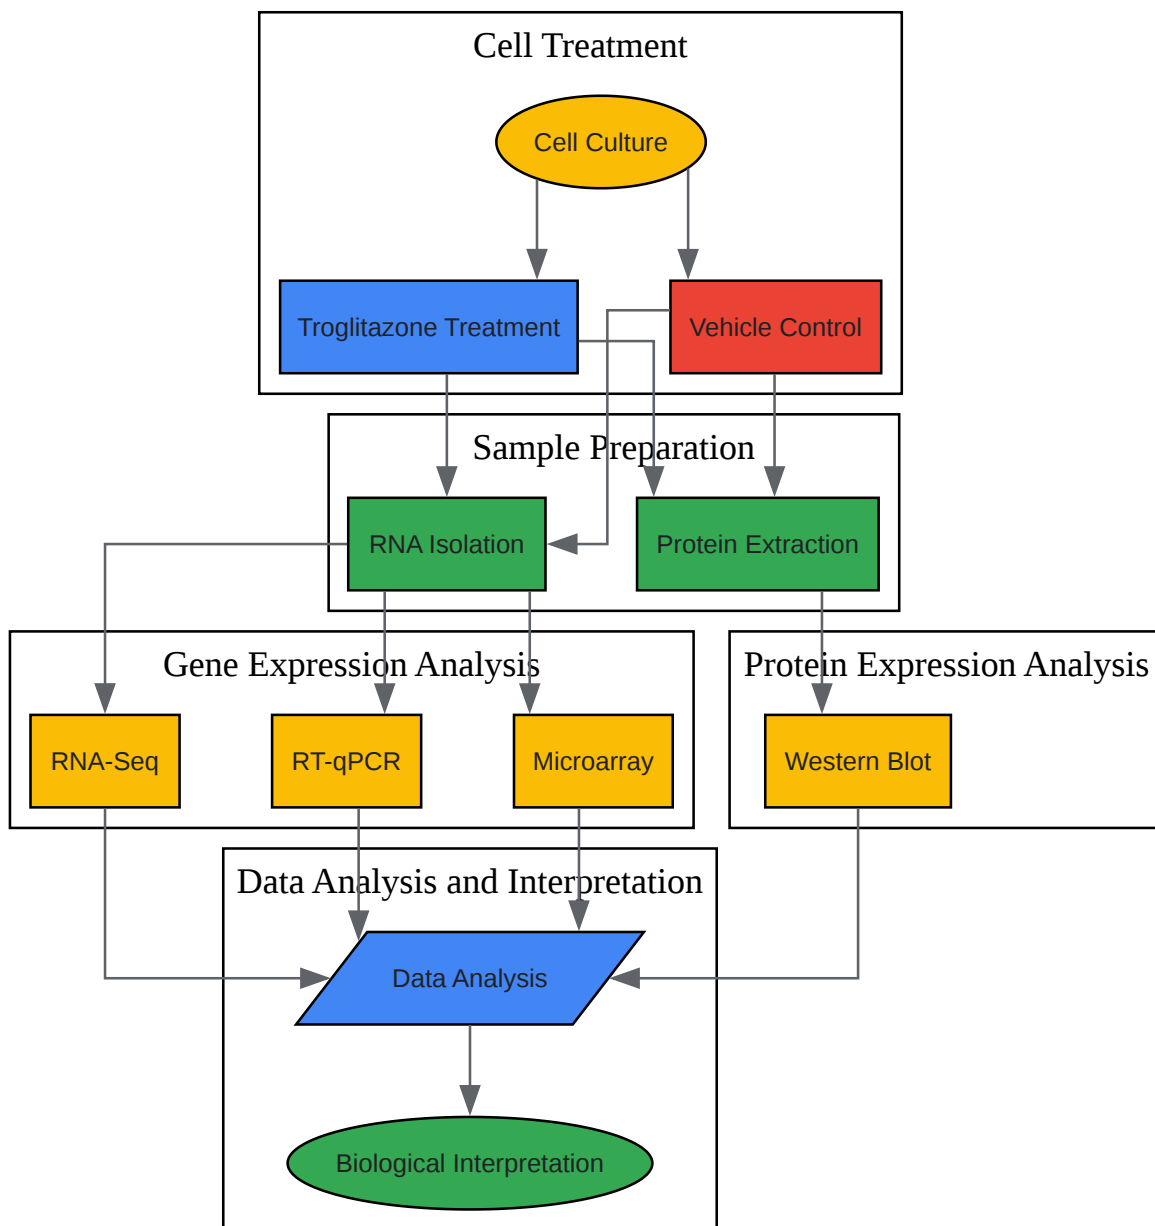 Cell Treatment
Cell Culture
Troglitazone Treatment
Vehicle Control
Sample Preparation
RNA Isolation
Protein Extraction
Gene Expression Analysis
Protein Expression Analysis
RNA-Seq
RT-qPCR
Microarray
Western Blot
Data Analysis and Interpretation
Data Analysis
Biological Interpretation